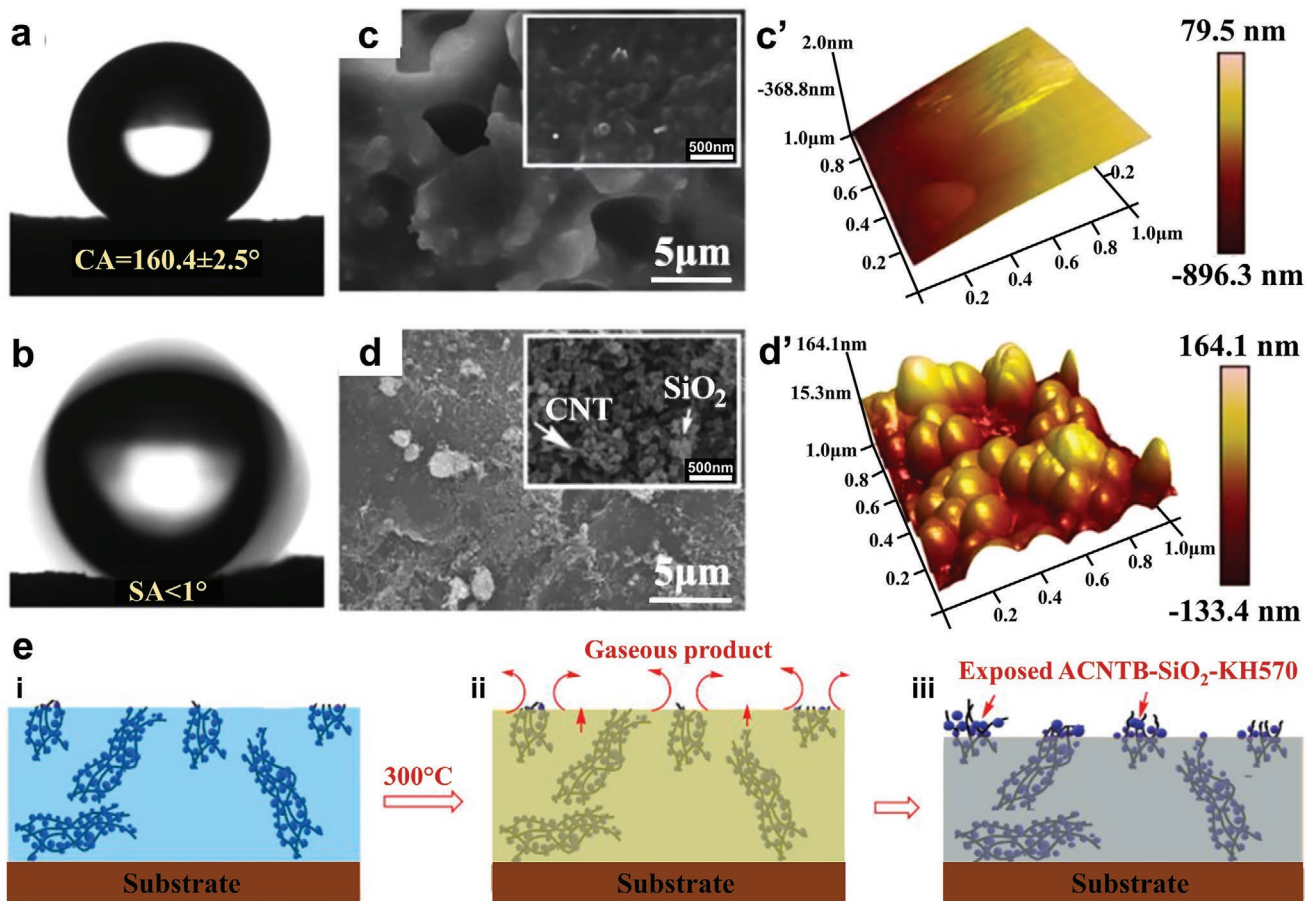 a
CA=160.4±2.5°
b
SA<1°
c
500nm
5μm
d
CNT
SiO₂
500nm
5μm
c'
2.0nm
-368.8nm
1.0μm
0.8
0.6
0.4
0.2
0.2
0.4
0.6
0.8
1.0μm
0.2
79.5 nm
-896.3 nm
d'
164.1nm
15.3nm
1.0μm
0.8
0.6
0.4
0.2
0.2
0.4
0.6
0.8
1.0μm
164.1 nm
-133.4 nm
e
i
Substrate
300°C
Gaseous product
ii
Substrate
Exposed ACNTB-SiO₂-KH570
iii
Substrate